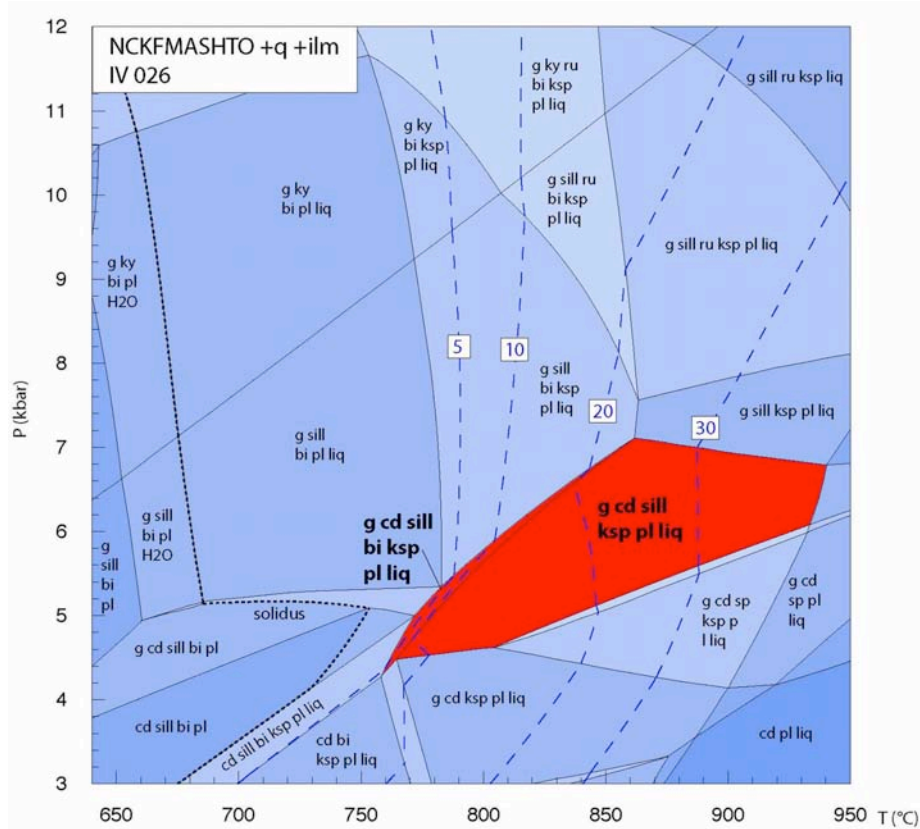 12
11
10
9
8
7
6
5
4
3
P (kbar)
NCKFMASHTO +q +ilm
IV 026
g ky ru
bi ksp
pl liq
g sill ru ksp liq
g ky
bi ksp
pl liq
g ky
bi pl liq
g sill ru
bi ksp
pl liq
g sill ru ksp pl liq
g ky
bi pl
H2O
5
10
g sill
bi ksp
pl liq
20
30
g sill ksp pl liq
g sill
bi pl liq
g sill
bi pl
H2O
g cd sill
bi ksp
pl liq
g cd sill
ksp pl liq
g
sill
bi
pl
solidus
g cd sp
ksp p
l liq
g cd
sp pl
liq
g cd sill bi pl
cd sill bi pl
cd sill bi ksp pl liq
g cd ksp pl liq
cd bi
ksp pl liq
cd pl liq
650
700
750
800
850
900
950
T (°C)